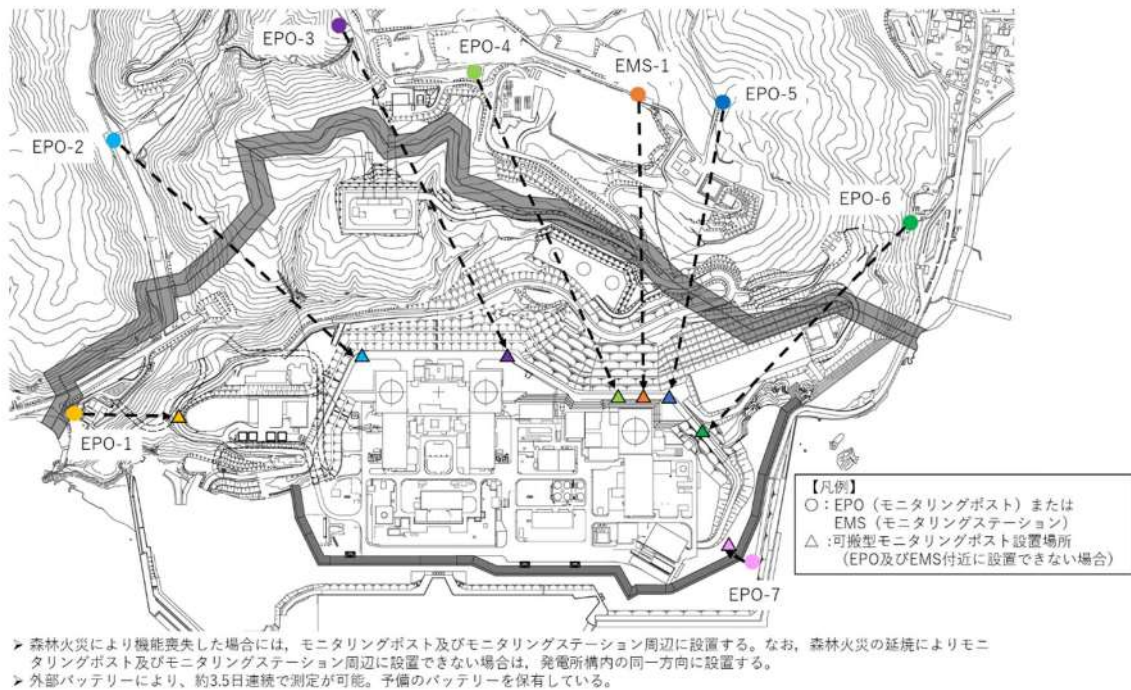 EPO-3
EPO-4
EMS-1
EPO-5
EPO-2
EPO-6
EPO-1
【凡例】
○：EPO（モニタリングポスト）または
EMS（モニタリングステーション）
△：可搬型モニタリングポスト設置場所
（EPO及びEMS付近に設置できない場合）
EPO-7
➤ 森林火災により機能喪失した場合には，モニタリングポスト及びモニタリングステーション周辺に設置する。なお，森林火災の延焼によりモニ
タリングポスト及びモニタリングステーション周辺に設置できない場合は，発電所構内の同一方向に設置する。
➤ 外部バッテリーにより、約3.5日連続で測定が可能。予備のバッテリーを保有している。